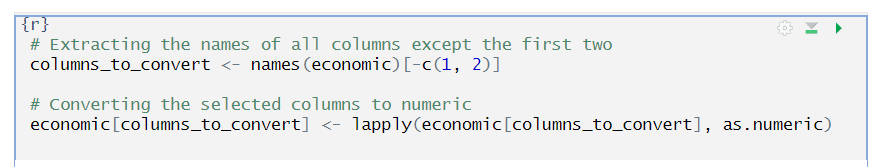 {r}
# Extracting the names of all columns except the first two
columns_to_convert <- names(economic)[-c(1, 2)]
# Converting the selected columns to numeric
economic[columns_to_convert] <- lapply(economic[columns_to_convert], as.numeric)